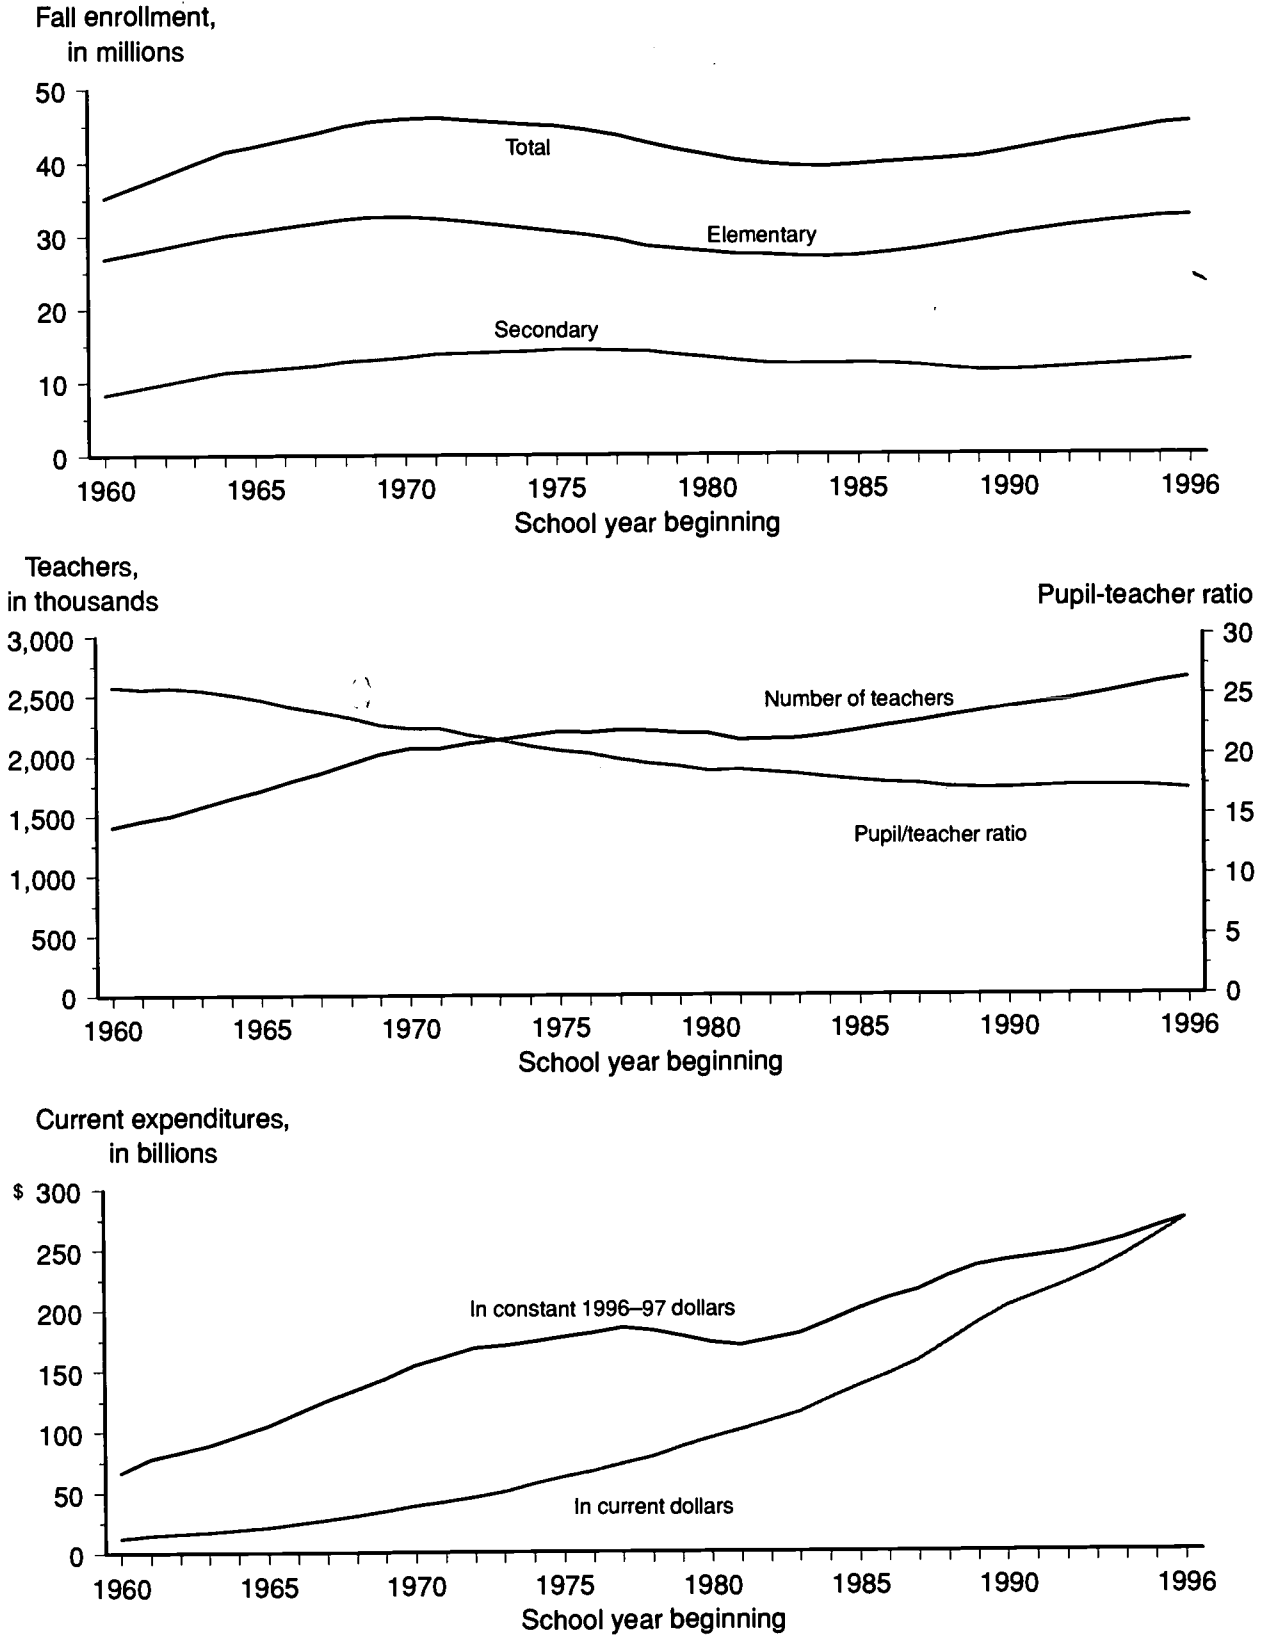 Fall enrollment,
in millions
50
40
30
20
10
0
Total
Elementary
Secondary
1960 1965 1970 1975 1980 1985 1990 1996
School year beginning
Teachers,
in thousands
Pupil-teacher ratio
3,000
2,500
2,000
1,500
1,000
500
0
30
25
20
15
10
5
0
Number of teachers
Pupil/teacher ratio
1960 1965 1970 1975 1980 1985 1990 1996
School year beginning
Current expenditures,
in billions
$ 300
250
200
150
100
50
0
In constant 1996–97 dollars
In current dollars
1960 1965 1970 1975 1980 1985 1990 1996
School year beginning